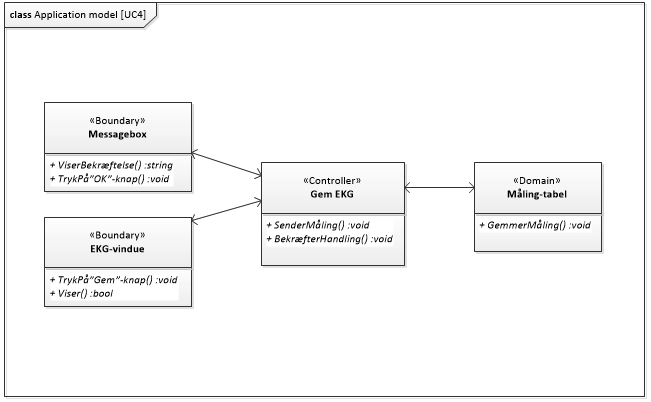 class Application model [UC4]
«Boundary»
Messagebox
+ ViserBekræftelse() :string
+ TrykPå"OK"-knap() :void
«Boundary»
EKG-vindue
+ TrykPå"Gem"-knap() :void
+ Viser() :bool
«Controller»
Gem EKG
+ SenderMåling() :void
+ BekræfterHandling() :void
«Domain»
Måling-tabel
+ GemmerMåling() :void